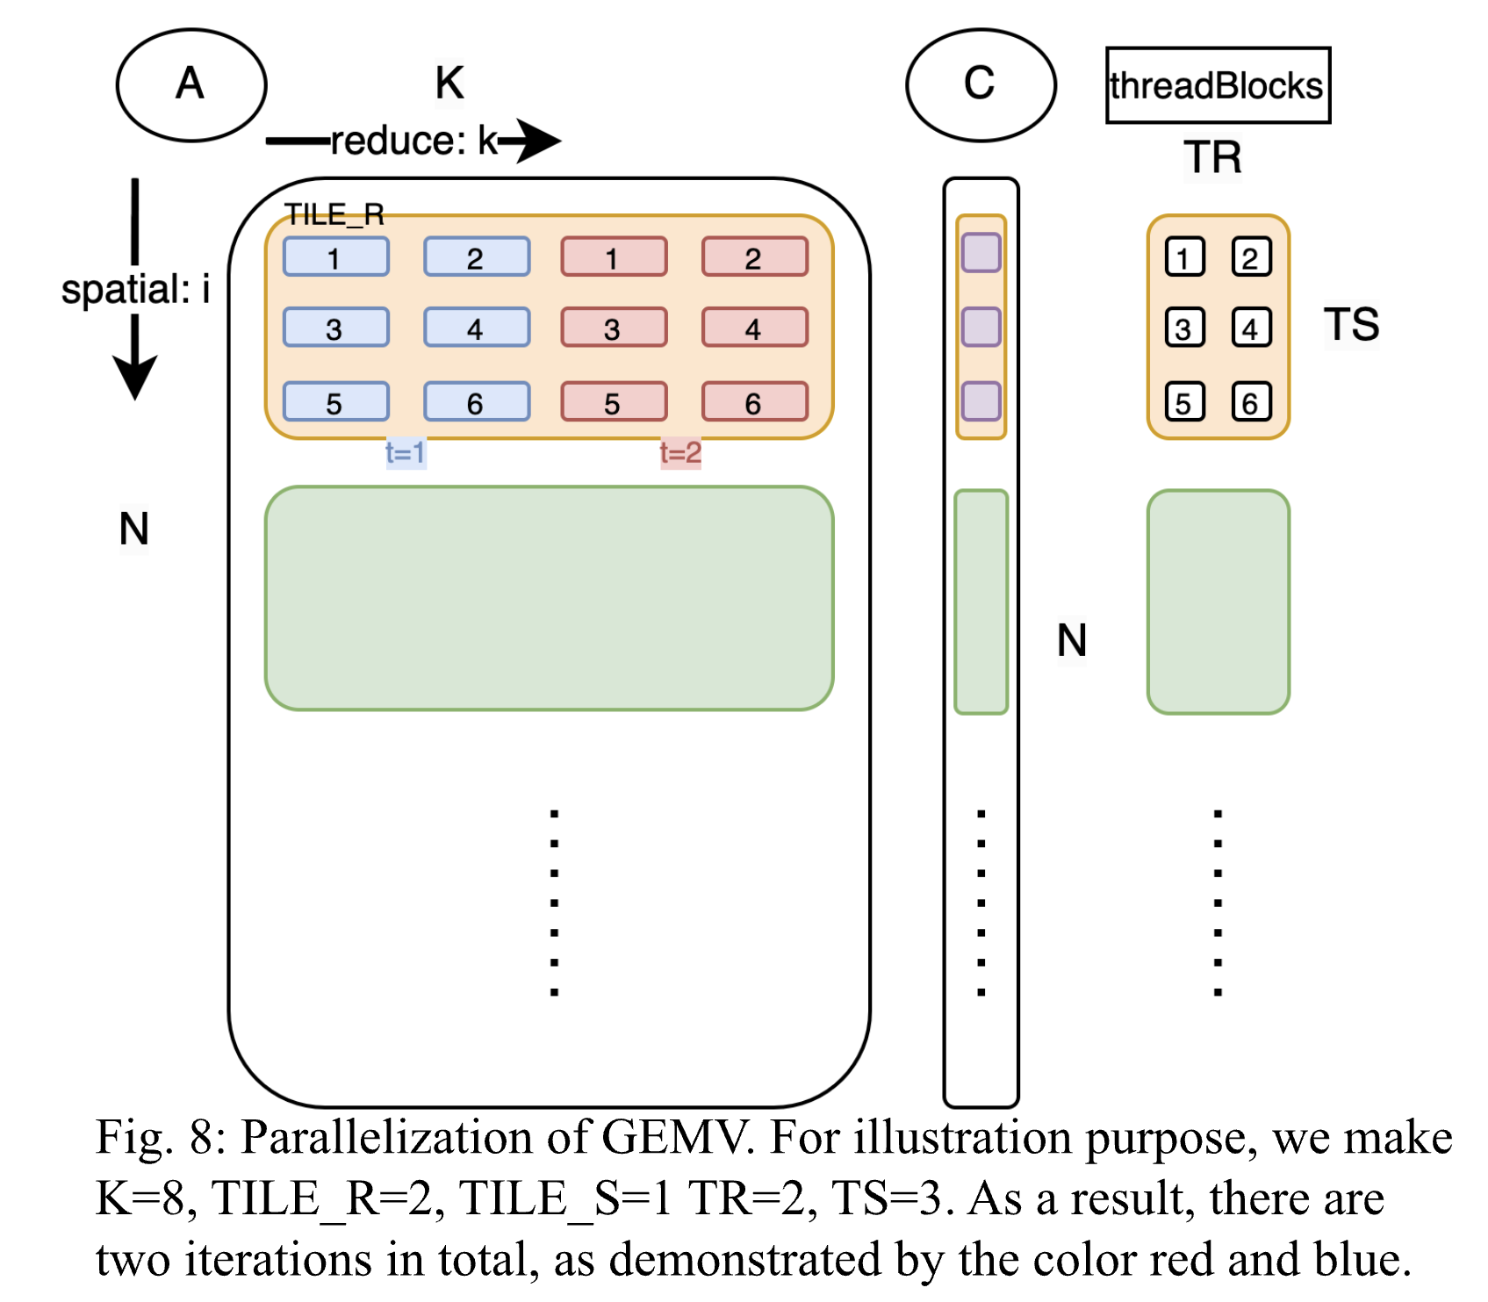 A
K
C
threadBlocks
reduce: k
TR
TILE_R
1 2 1 2
1 2
spatial: i
3 4 3 4
3 4
TS
5 6 5 6
5 6
t=1 t=2
N
N
Fig. 8: Parallelization of GEMV. For illustration purpose, we make
K=8, TILE_R=2, TILE_S=1 TR=2, TS=3. As a result, there are
two iterations in total, as demonstrated by the color red and blue.